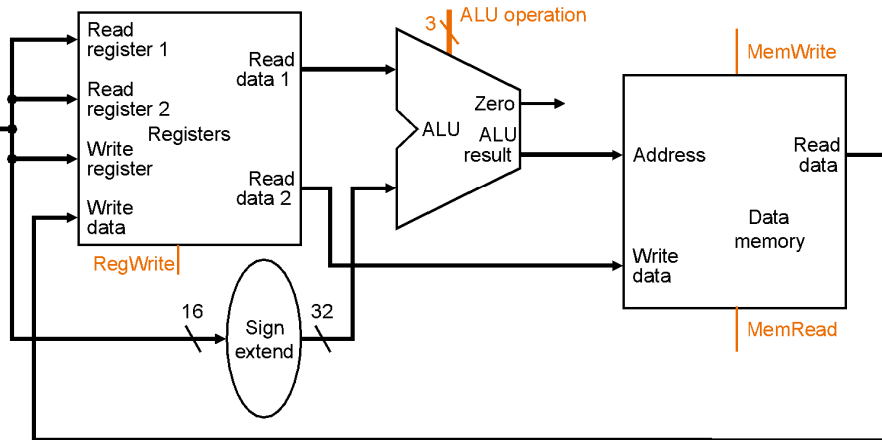 Read
register 1
Read
register 2
Registers
Write
register
Write
data
Read
data 1
Read
data 2
RegWrite
16
Sign
extend
32
3
ALU operation
Zero
ALU
ALU
result
MemWrite
Address
Read
data
Data
memory
Write
data
MemRead